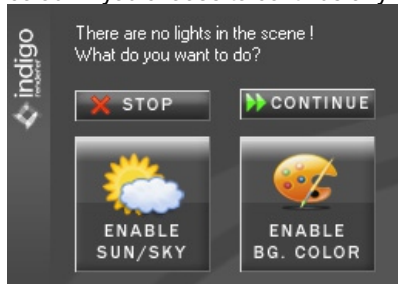 There are no lights in the scene !
What do you want to do?
indigo
renderer
STOP
CONTINUE
ENABLE
SUN/SKY
ENABLE
BG. COLOR